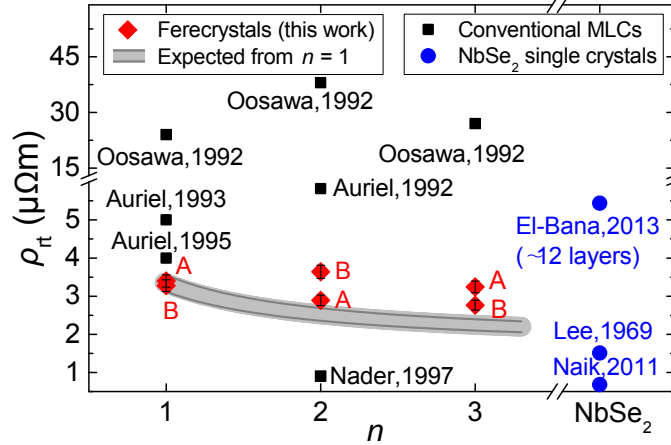 Ferecrystals (this work)
Expected from n = 1
Conventional MLCs
NbSe₂ single crystals
45
30
15
5
4
3
2
1
ρrt (μΩm)
Oosawa,1992
Oosawa,1992
Oosawa,1992
Auriel,1993
Auriel,1992
Auriel,1995
A
B
B
A
A
B
El-Bana,2013
(~12 layers)
Lee,1969
Naik,2011
Nader,1997
1
2
3
NbSe₂
n